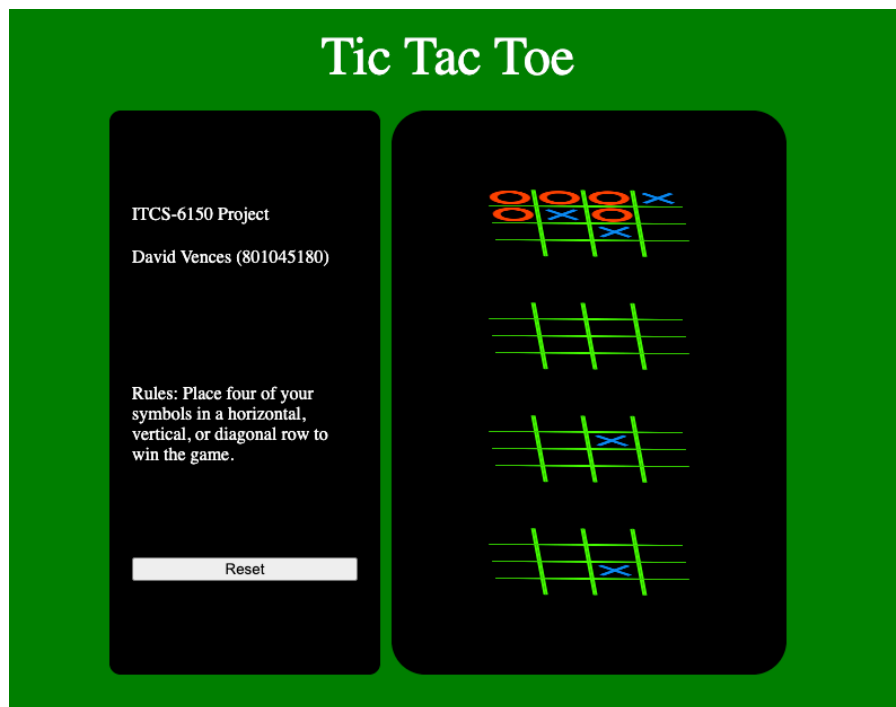 Tic Tac Toe
ITCS-6150 Project
David Vences (801045180)
Rules: Place four of your
symbols in a horizontal,
vertical, or diagonal row to
win the game.
Reset